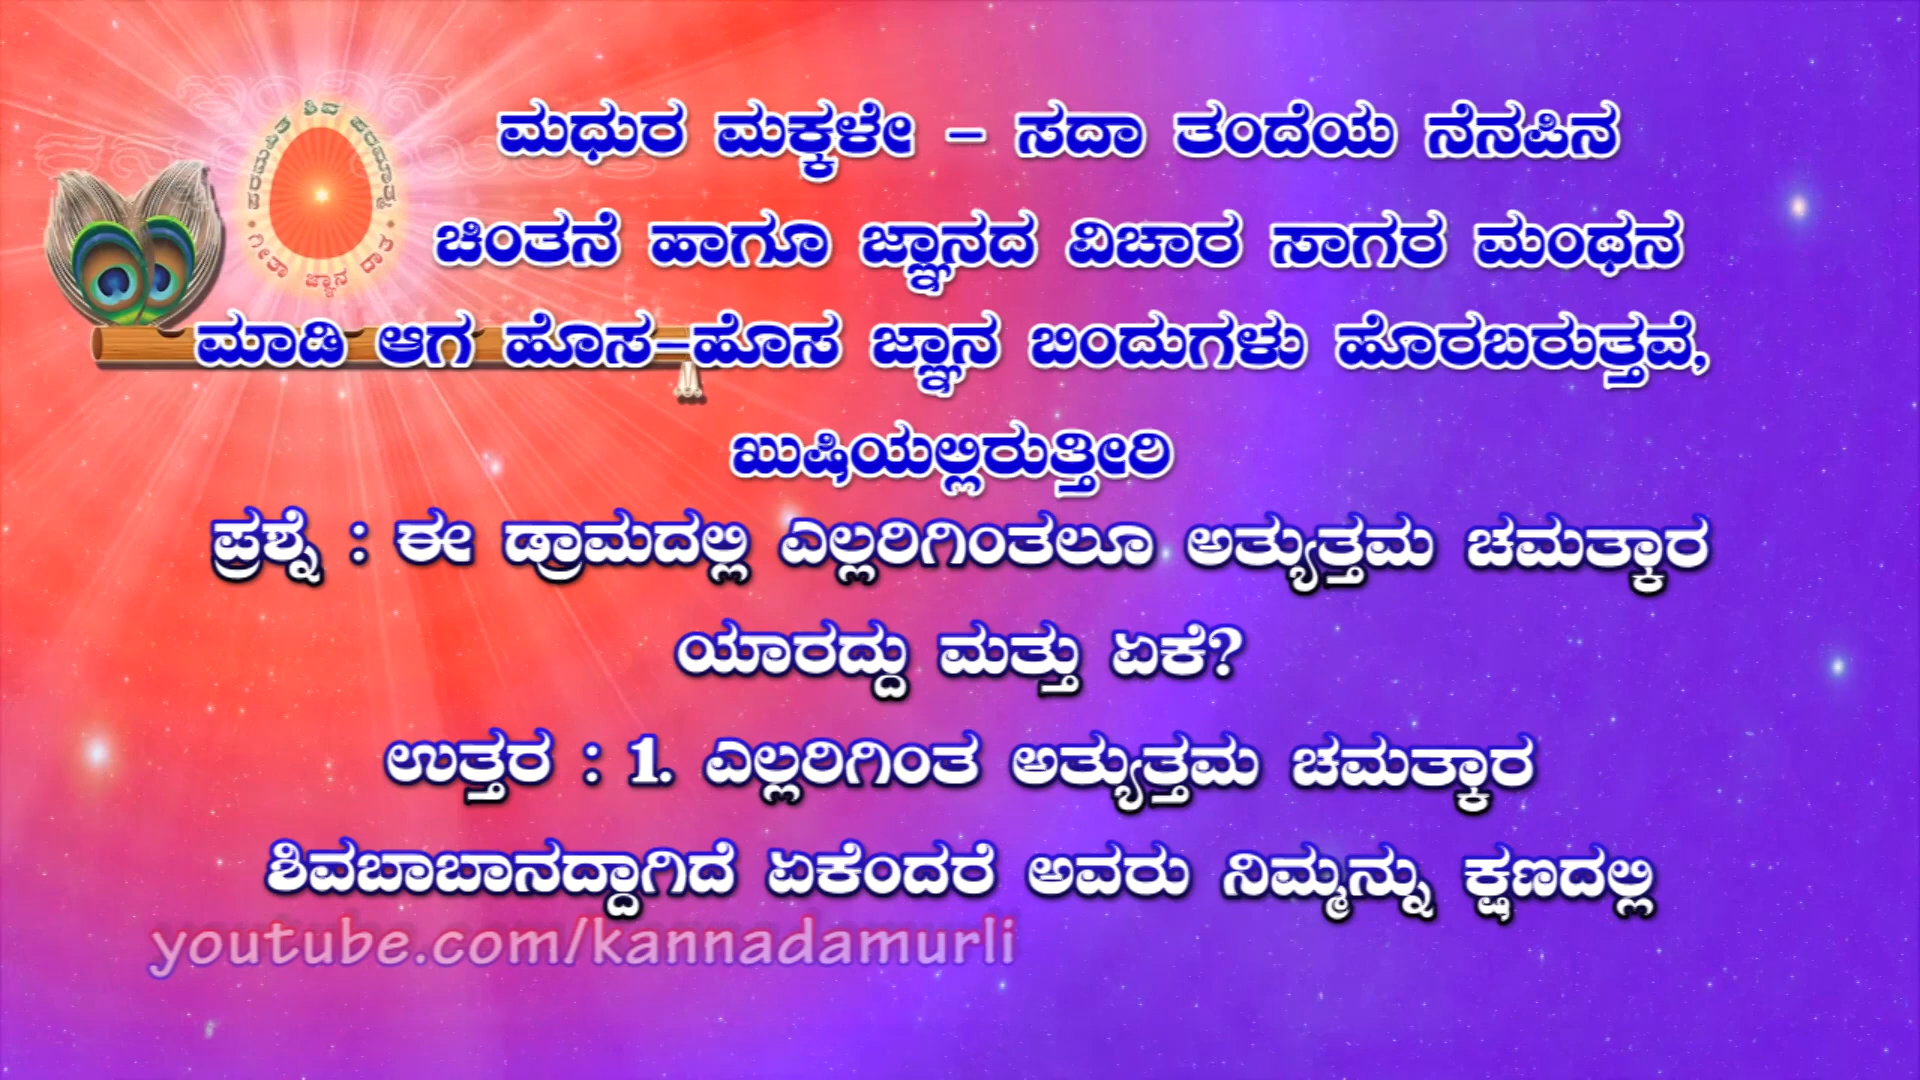 ಮಧುರ ಮಕ್ಕಳೇ – ಸದಾ ತಂದೆಯ ನೆನಪಿನ
ಚಿಂತನೆ ಹಾಗೂ ಜ್ಞಾನದ ವಿಚಾರ ಸಾಗರ ಮಂಥನ
ಮಾಡಿ ಆಗ ಹೊಸ–ಹೊಸ ಜ್ಞಾನ ಬಿಂದುಗಳು ಹೊರಬರುತ್ತವೆ,
ಖುಷಿಯಲ್ಲಿರುತ್ತೀರಿ
ಪ್ರಶ್ನೆ : ಈ ಡ್ರಾಮದಲ್ಲಿ ಎಲ್ಲರಿಗಿಂತಲೂ ಅತ್ಯುತ್ತಮ ಚಮತ್ಕಾರ
ಯಾರದ್ದು ಮತ್ತು ಏಕೆ?
ಉತ್ತರ : 1. ಎಲ್ಲರಿಗಿಂತ ಅತ್ಯುತ್ತಮ ಚಮತ್ಕಾರ
ಶಿವಬಾಬಾನದ್ದಾಗಿದೆ ಏಕೆಂದರೆ ಅವರು ನಿಮ್ಮನ್ನು ಕ್ಷಣದಲ್ಲಿ
youtube.com/kannadamurli